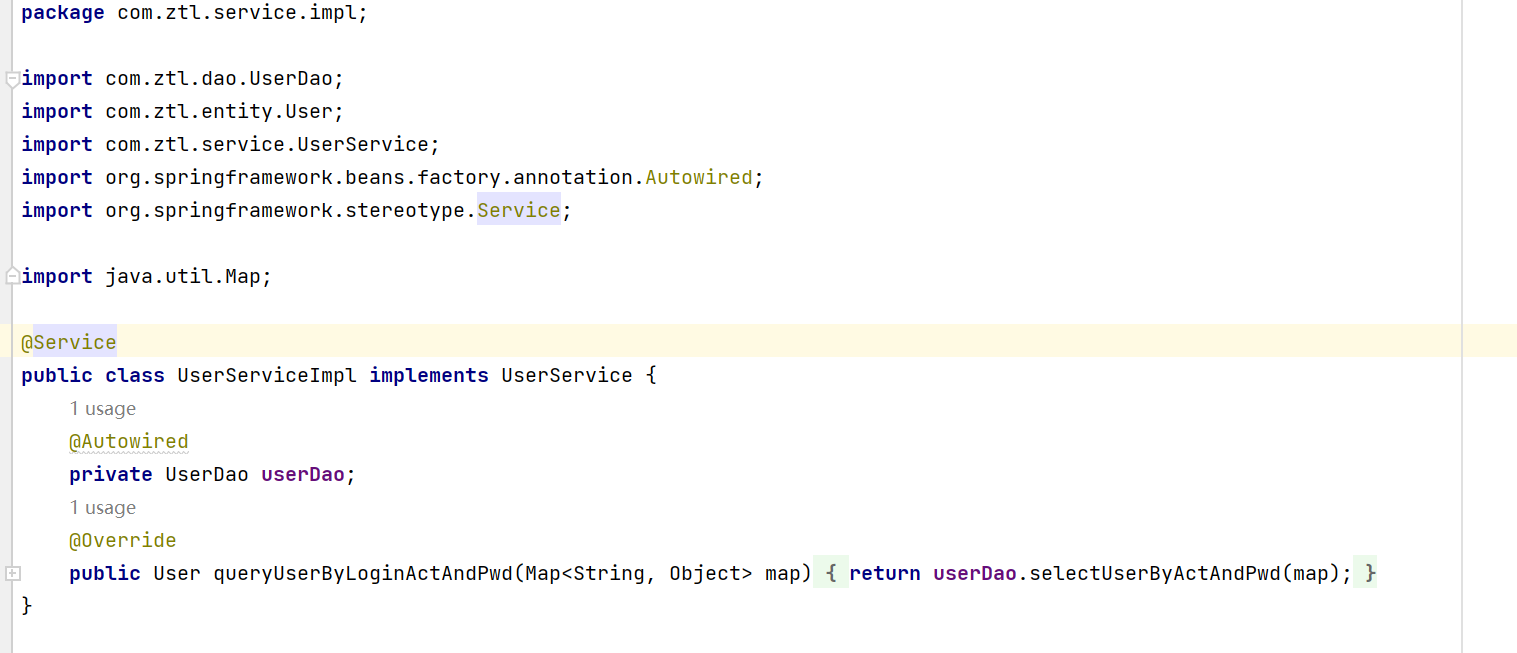 package com.ztl.service.impl;
import com.ztl.dao.UserDao;
import com.ztl.entity.User;
import com.ztl.service.UserService;
import org.springframework.beans.factory.annotation.Autowired;
import org.springframework.stereotype.Service;
import java.util.Map;
@Service
public class UserServiceImpl implements UserService {
1 usage
@Autowired
private UserDao userDao;
1 usage
@Override
public User queryUserByLoginActAndPwd(Map<String, Object> map) { return userDao.selectUserByActAndPwd(map); }
}